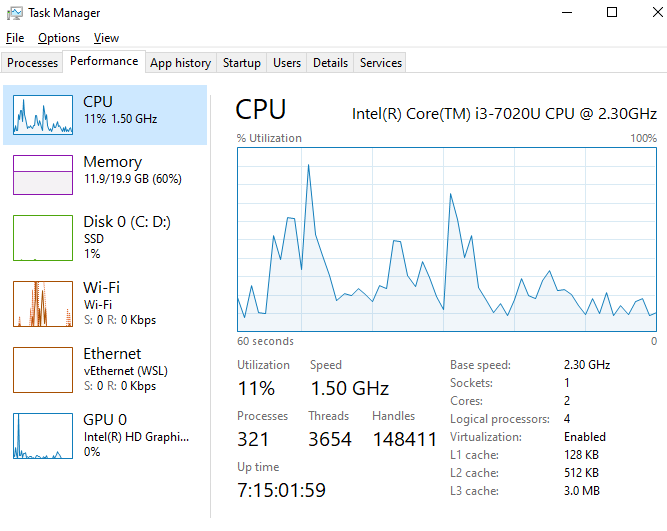 Task Manager
File Options View
Processes Performance App history Startup Users Details Services
CPU
11% 1.50 GHz
Memory
11.9/19.9 GB (60%)
Disk 0 (C: D:)
SSD
1%
Wi-Fi
Wi-Fi
S: 0 R: 0 Kbps
Ethernet
vEthernet (WSL)
S: 0 R: 0 Kbps
GPU 0
Intel(R) HD Graphi...
0%
CPU Intel(R) Core(TM) i3-7020U CPU @ 2.30GHz
% Utilization 100%
60 seconds 0
Utilization Speed
11% 1.50 GHz
Processes Threads Handles
321 3654 148411
Up time
7:15:01:59
Base speed: 2.30 GHz
Sockets: 1
Cores: 2
Logical processors: 4
Virtualization: Enabled
L1 cache: 128 KB
L2 cache: 512 KB
L3 cache: 3.0 MB